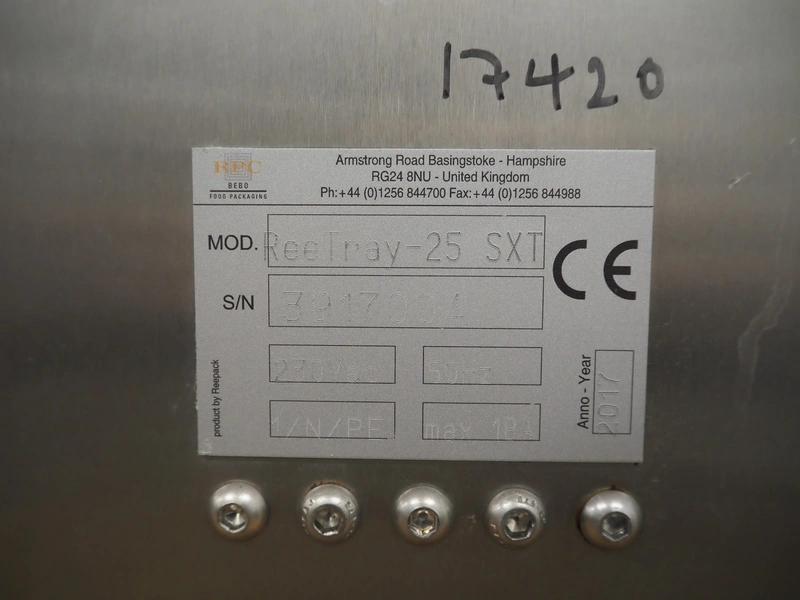 17420
RPC
BEBO
FOOD PACKAGING
Armstrong Road Basingstoke - Hampshire
RG24 8NU - United Kingdom
Ph:+44 (0)1256 844700 Fax:+44 (0)1256 844988
MOD. ReeTray-25 SXT
CE
S/N 3917004
230Vac
50Hz
1/N/PE
max 18A
product by Reepack
Anno - Year
2017